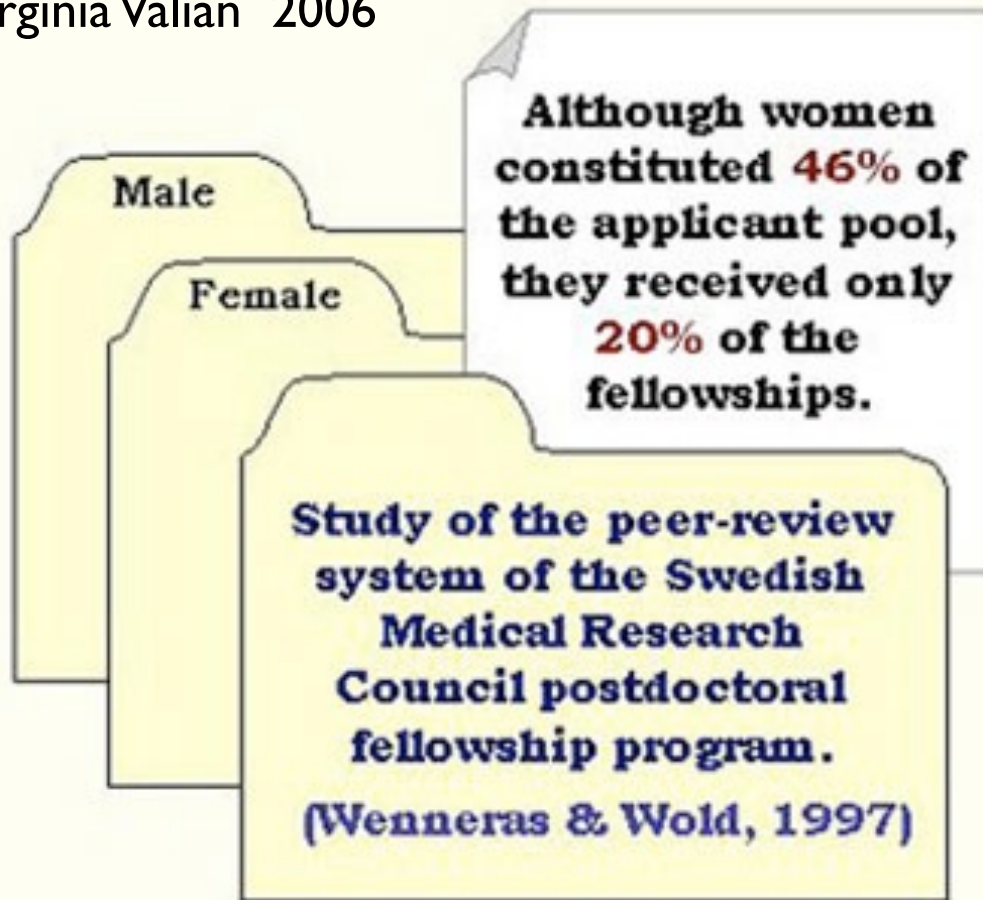 Valian 2006
Although women
constituted 46% of
the applicant pool,
they received only
20% of the
fellowships.
Male
Female
Study of the peer-review
system of the Swedish
Medical Research
Council postdoctoral
fellowship program.
(Wenneras & Wold, 1997)